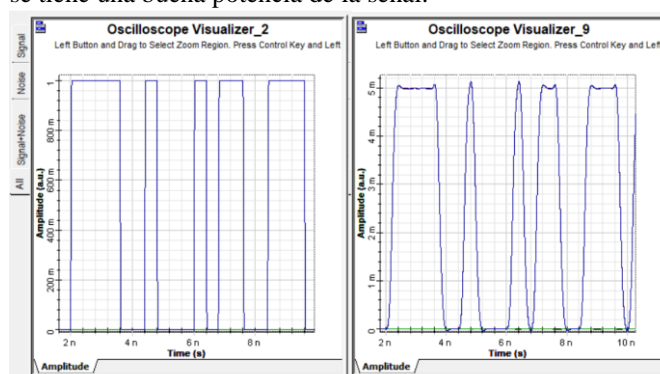 se tiene una buena potencia de la señal.
Oscilloscope Visualizer_2
Left Button and Drag to Select Zoom Region. Press Control Key and Left
Signal
Noise
Signal+Noise
All
Amplitude (a.u.)
1
800 m
600 m
400 m
200 m
0
2 n 4 n 6 n 8 n
Time (s)
Amplitude
Oscilloscope Visualizer_9
Left Button and Drag to Select Zoom Region. Press Control Key and Left
Amplitude (a.u.)
5 m
4 m
3 m
2 m
1 m
0
2 n 4 n 6 n 8 n 10 n
Time (s)
Amplitude